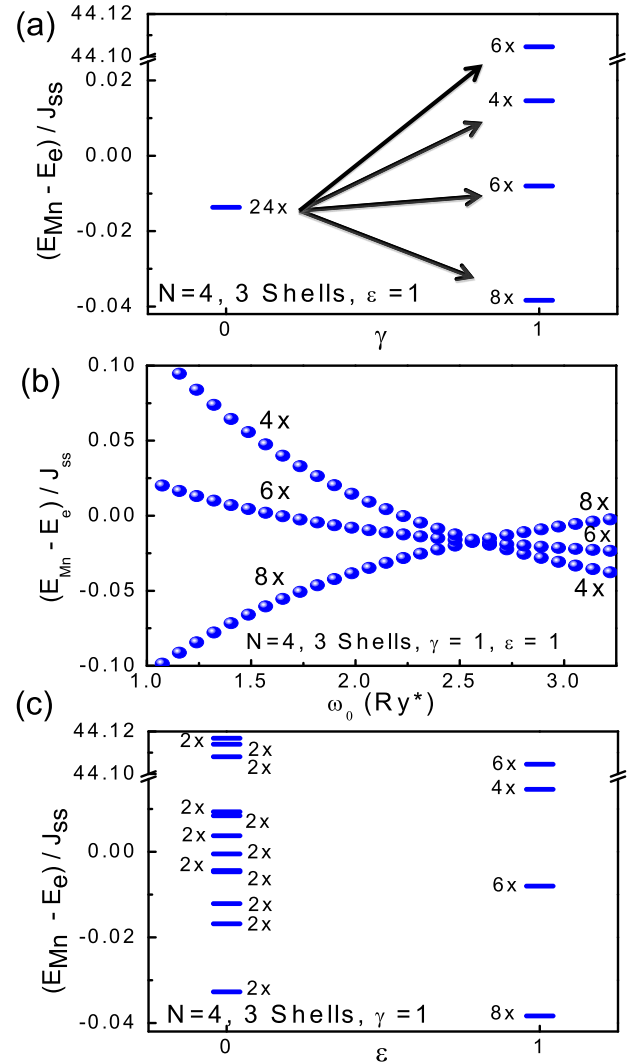 (a)
44.12
44.10
0.02
0.00
-0.02
-0.04
(E_Mn - E_e) / J_ss
6x
4x
24x
6x
8x
N=4, 3 Shells, ε =1
0
γ
1
(b)
0.10
0.05
0.00
-0.05
-0.10
(E_Mn - E_e) / J_ss
4x
6x
8x
8x
6x
4x
N=4, 3 Shells, γ = 1, ε = 1
1.0
1.5
2.0
2.5
3.0
ω_0 (Ry*)
(c)
44.12
44.10
0.00
-0.02
-0.04
(E_Mn - E_e) / J_ss
2x
2x
2x
2x
2x
2x
2x
2x
2x
2x
2x
2x
6x
4x
6x
8x
N=4, 3 Shells, γ =1
0
ε
1